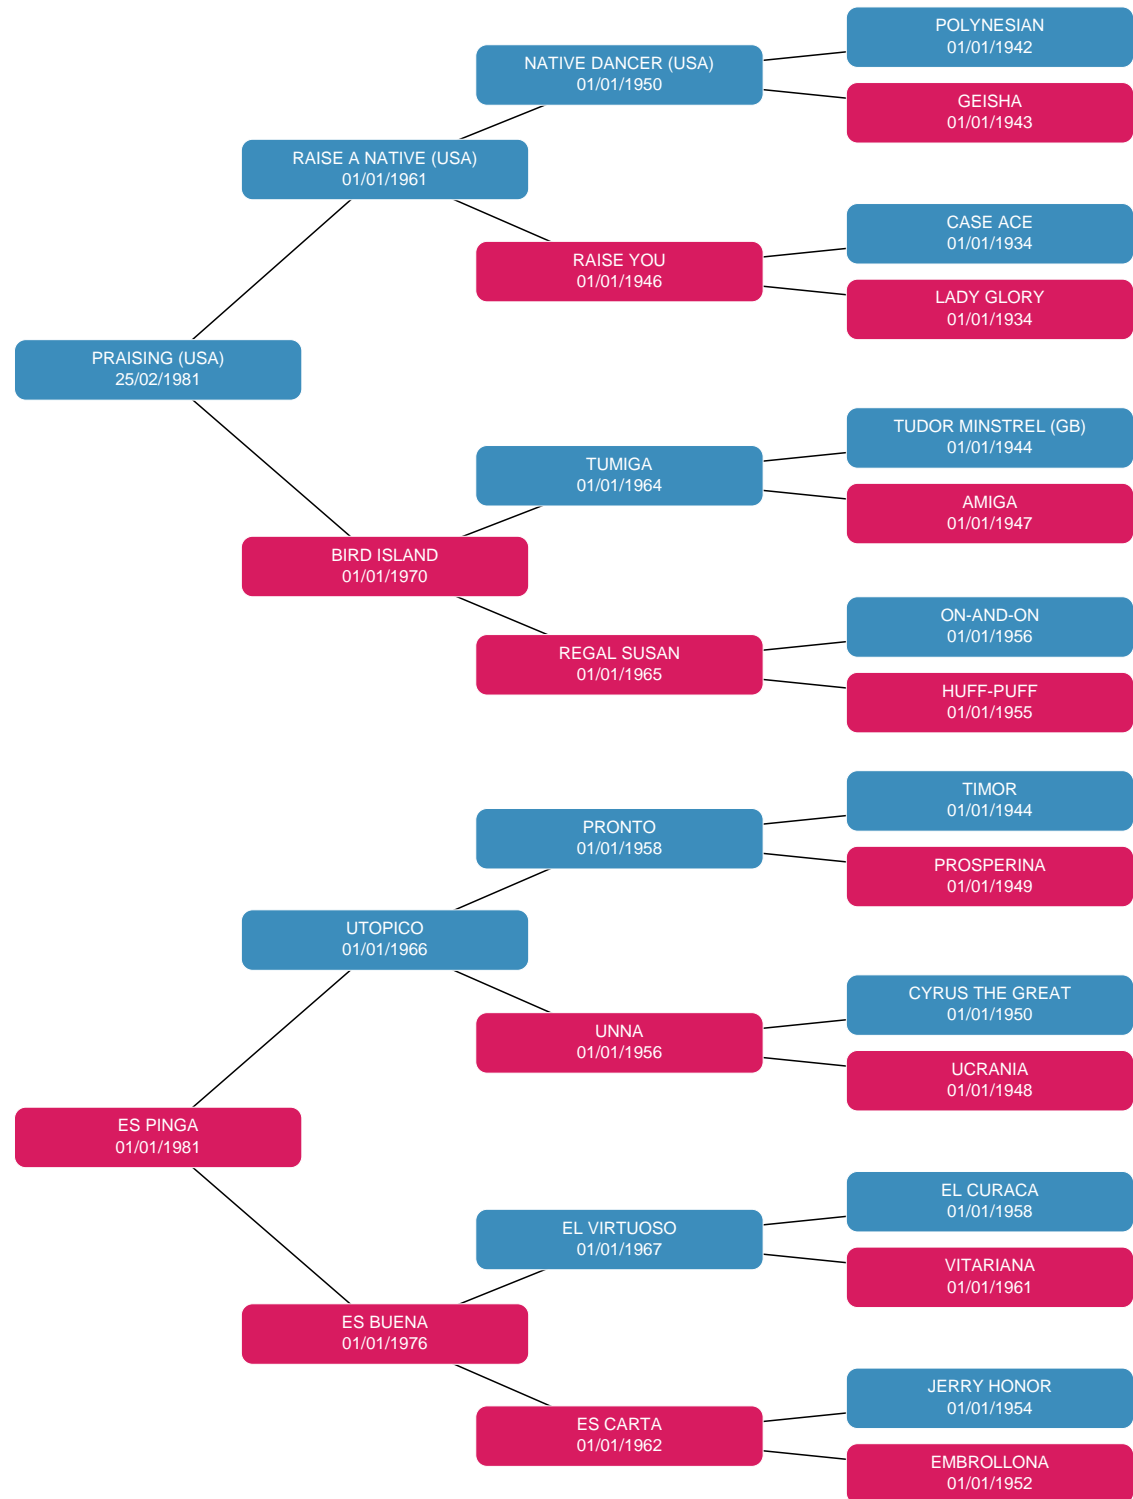 POLYNESIAN
01/01/1942
NATIVE DANCER (USA)
01/01/1950
GEISHA
01/01/1943
RAISE A NATIVE (USA)
01/01/1961
CASE ACE
01/01/1934
RAISE YOU
01/01/1946
LADY GLORY
01/01/1934
PRAISING (USA)
25/02/1981
TUDOR MINSTREL (GB)
01/01/1944
TUMIGA
01/01/1964
AMIGA
01/01/1947
BIRD ISLAND
01/01/1970
ON-AND-ON
01/01/1956
REGAL SUSAN
01/01/1965
HUFF-PUFF
01/01/1955
TIMOR
01/01/1944
PRONTO
01/01/1958
PROSPERINA
01/01/1949
UTOPICO
01/01/1966
CYRUS THE GREAT
01/01/1950
UNNA
01/01/1956
UCRANIA
01/01/1948
ES PINGA
01/01/1981
EL CURACA
01/01/1958
EL VIRTUOSO
01/01/1967
VITARIANA
01/01/1961
ES BUENA
01/01/1976
JERRY HONOR
01/01/1954
ES CARTA
01/01/1962
EMBROLLONA
01/01/1952